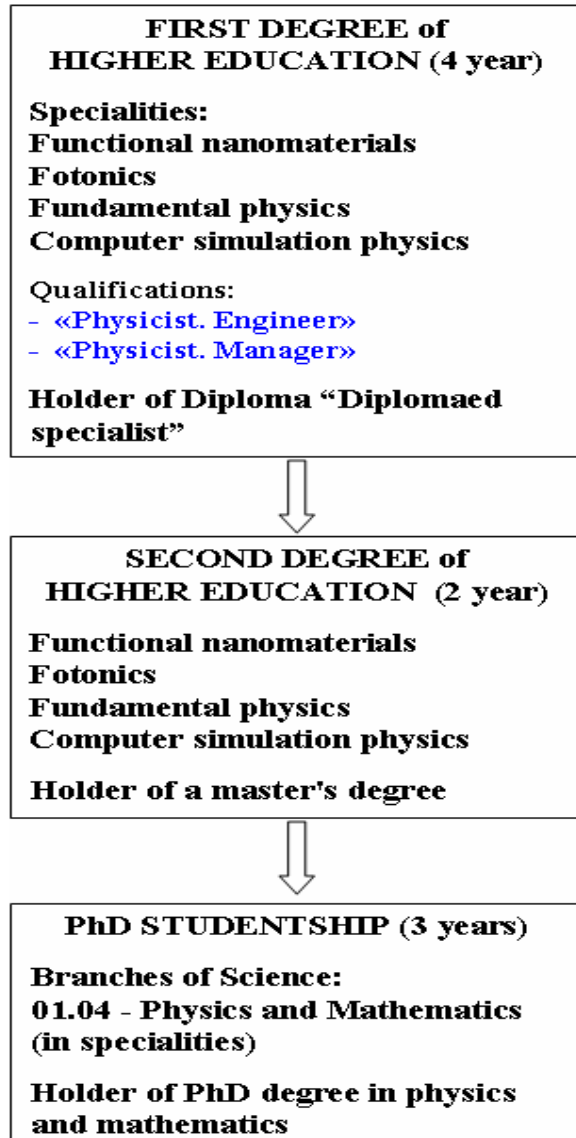 FIRST DEGREE of
HIGHER EDUCATION (4 year)
Specialities:
Functional nanomaterials
Fotonics
Fundamental physics
Computer simulation physics
Qualifications:
- «Physicist. Engineer»
- «Physicist. Manager»
Holder of Diploma “Diplomaed
specialist”
SECOND DEGREE of
HIGHER EDUCATION (2 year)
Functional nanomaterials
Fotonics
Fundamental physics
Computer simulation physics
Holder of a master's degree
PhD STUDENTSHIP (3 years)
Branches of Science:
01.04 - Physics and Mathematics
(in specialities)
Holder of PhD degree in physics
and mathematics